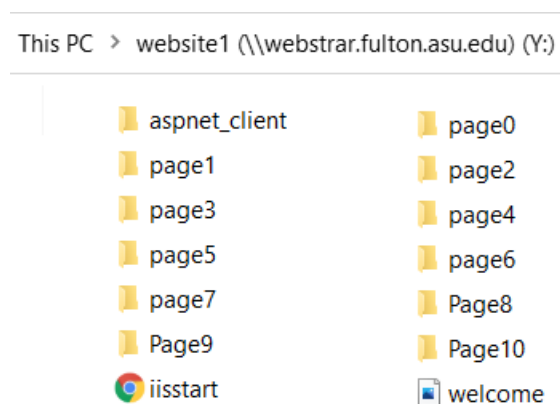 This PC > website1 (\\webstrar.fulton.asu.edu) (Y:)
aspnet_client page0
page1 page2
page3 page4
page5 page6
page7 Page8
Page9 Page10
iisstart welcome